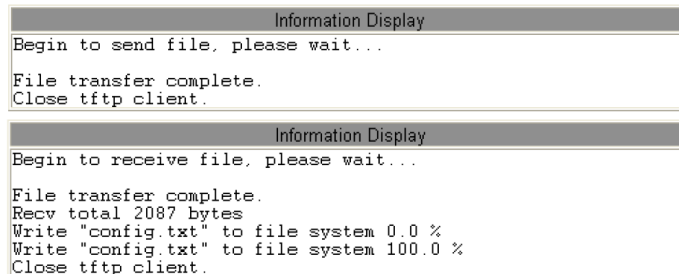 Information Display
Begin to send file, please wait...
File transfer complete.
Close tftp client.
Information Display
Begin to receive file, please wait...
File transfer complete.
Recv total 2087 bytes
Write "config.txt" to file system 0.0 %
Write "config.txt" to file system 100.0 %
Close tftp client.